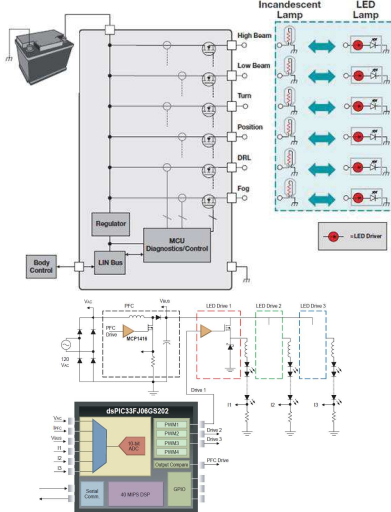 Incandescent
Lamp
LED
Lamp
High Beam
Low Beam
Turn
Position
DRL
Fog
Regulator
MCU
Diagnostics/Control
LIN Bus
Body
Control
=LED Driver
VAC
PFC
VBUS
LED Drive 1
LED Drive 2
LED Drive 3
PFC
Drive
MCP1416
120
VAC
I1
I2
I3
Drive 1
dsPIC33FJ06GS202
VAC
IPFC
VBUS
I1
I2
I3
10-bit
ADC
PWM1
PWM2
PWM3
PWM4
Output Compare
Drive 2
Drive 3
PFC Drive
Serial
Comm.
40 MIPS DSP
GPIO